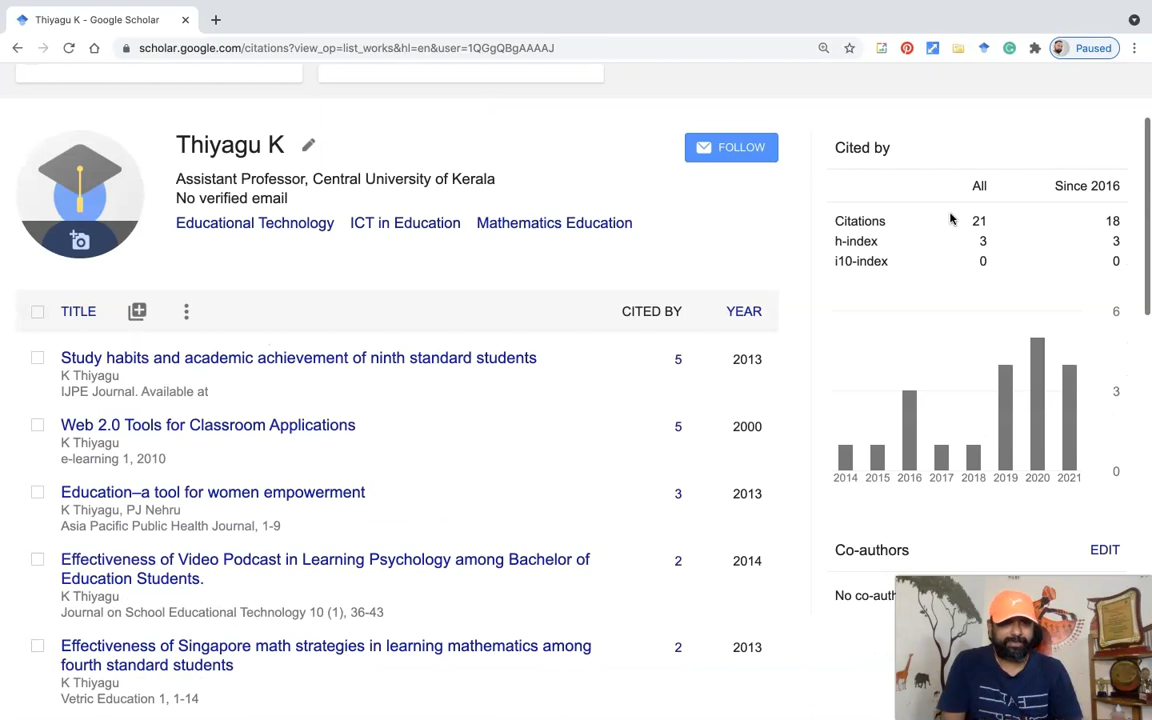 Thiyagu K - Google Scholar
scholar.google.com/citations?view_op=list_works&hl=en&user=1QGgQBgAAAAJ
Paused
Thiyagu K
FOLLOW
Assistant Professor, Central University of Kerala
No verified email
Educational Technology ICT in Education Mathematics Education
TITLE CITED BY YEAR
Study habits and academic achievement of ninth standard students 5 2013
K Thiyagu
IJPE Journal. Available at
Web 2.0 Tools for Classroom Applications 5 2000
K Thiyagu
e-learning 1, 2010
Education–a tool for women empowerment 3 2013
K Thiyagu, PJ Nehru
Asia Pacific Public Health Journal, 1-9
Effectiveness of Video Podcast in Learning Psychology among Bachelor of 2 2014
Education Students.
K Thiyagu
Journal on School Educational Technology 10 (1), 36-43
Effectiveness of Singapore math strategies in learning mathematics among 2 2013
fourth standard students
K Thiyagu
Vetric Education 1, 1-14
Cited by
All Since 2016
Citations 21 18
h-index 3 3
i10-index 0 0
6
3
0
2014 2015 2016 2017 2018 2019 2020 2021
Co-authors EDIT
No co-auth